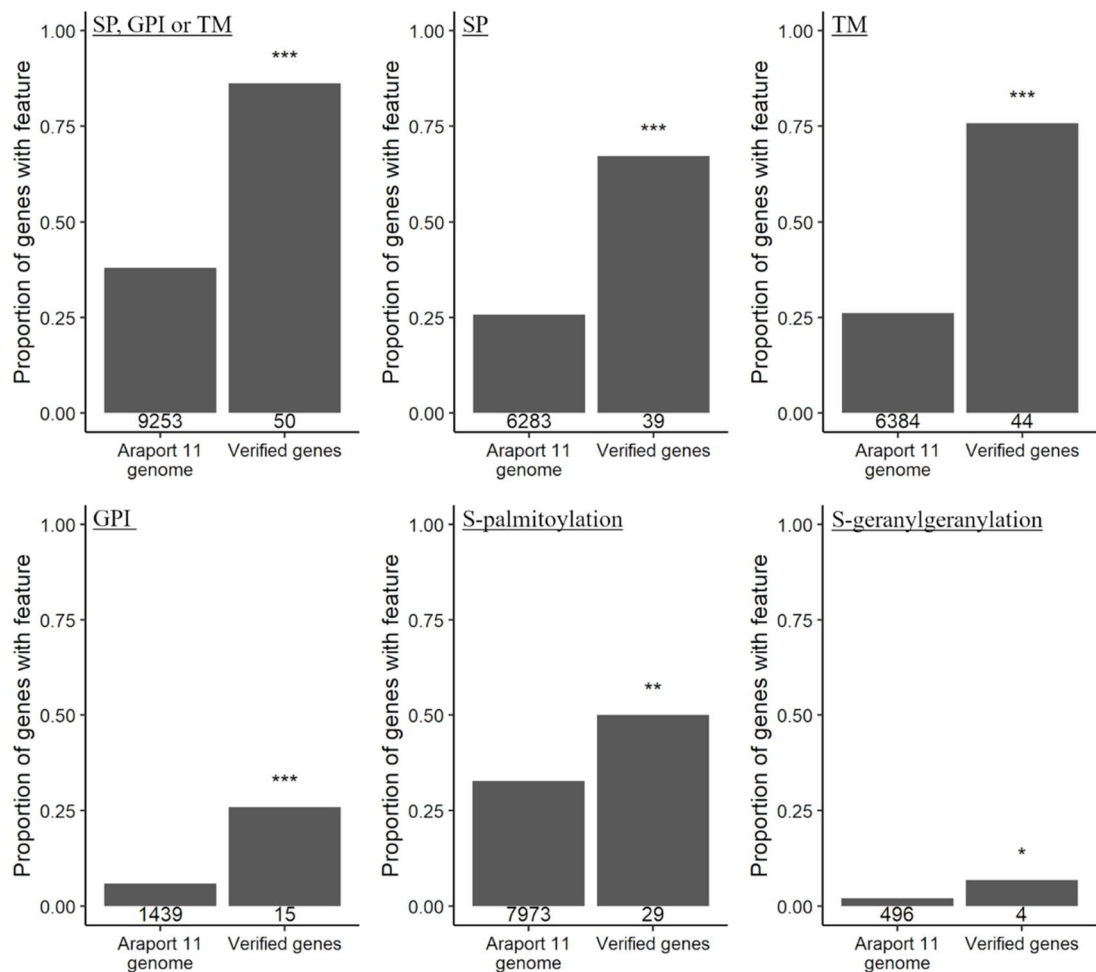 SP, GPI or TM
Proportion of genes with feature
1.00
0.75
0.50
0.25
0.00
***
9253
50
Araport 11
genome
Verified genes
SP
Proportion of genes with feature
1.00
0.75
0.50
0.25
0.00
***
6283
39
Araport 11
genome
Verified genes
TM
Proportion of genes with feature
1.00
0.75
0.50
0.25
0.00
***
6384
44
Araport 11
genome
Verified genes
GPI
Proportion of genes with feature
1.00
0.75
0.50
0.25
0.00
***
1439
15
Araport 11
genome
Verified genes
S-palmitoylation
Proportion of genes with feature
1.00
0.75
0.50
0.25
0.00
**
7973
29
Araport 11
genome
Verified genes
S-geranylgeranylation
Proportion of genes with feature
1.00
0.75
0.50
0.25
0.00
*
496
4
Araport 11
genome
Verified genes